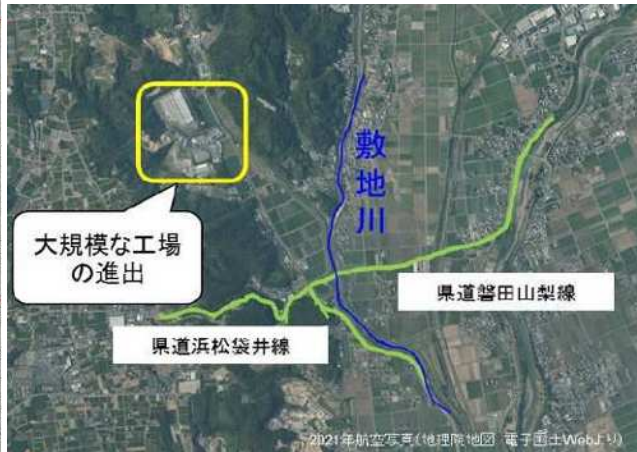 敷地川
大規模な工場
の進出
県道磐田山梨線
県道浜松袋井線
2021年航空写真(地理院地図 電子国土Webより)